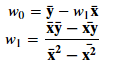 w₀ = ȳ − w₁x̄
w₁ = (x̄ȳ − x̄ȳ) / (x̄² − x̄²)